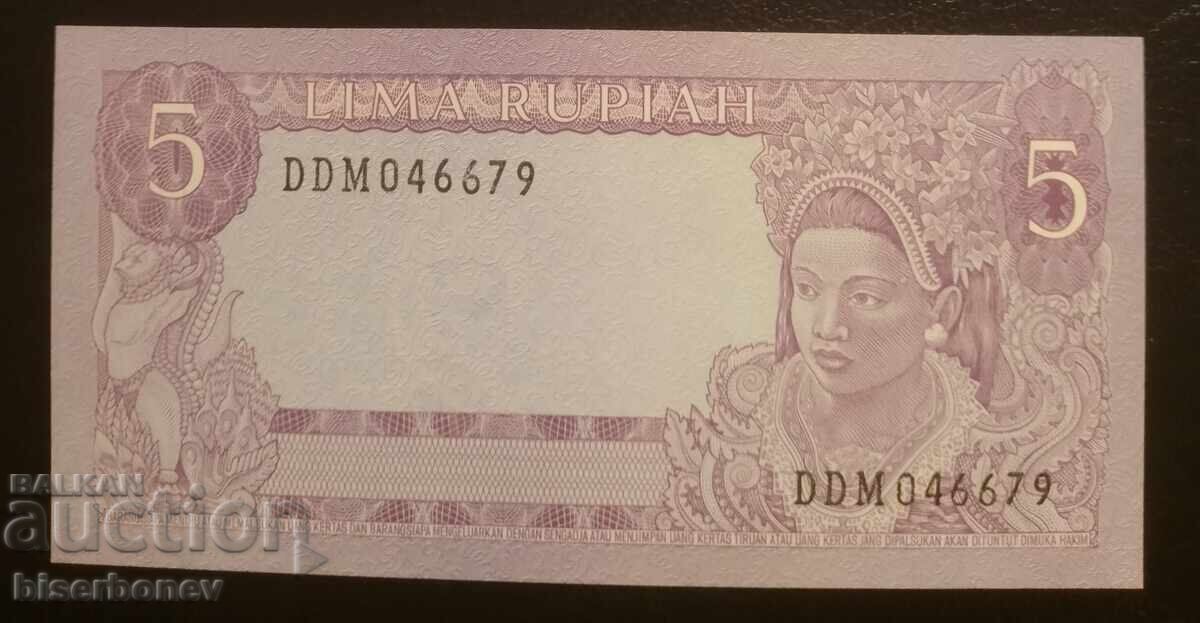 5
LIMA RUPIAH
5
DDM046679
DDM046679
KERTAS DAN BARANGSIAPA MENGELUARKAN DENGAN SENGADJA ATAU MENJIMPAN UANG KERTAS TIRUAN ATAU UANG KERTAS JANG DIPALSUKAN AKAN DITUNTUT DIMUKA HAKIM
BALKAN
auction
biserbonev